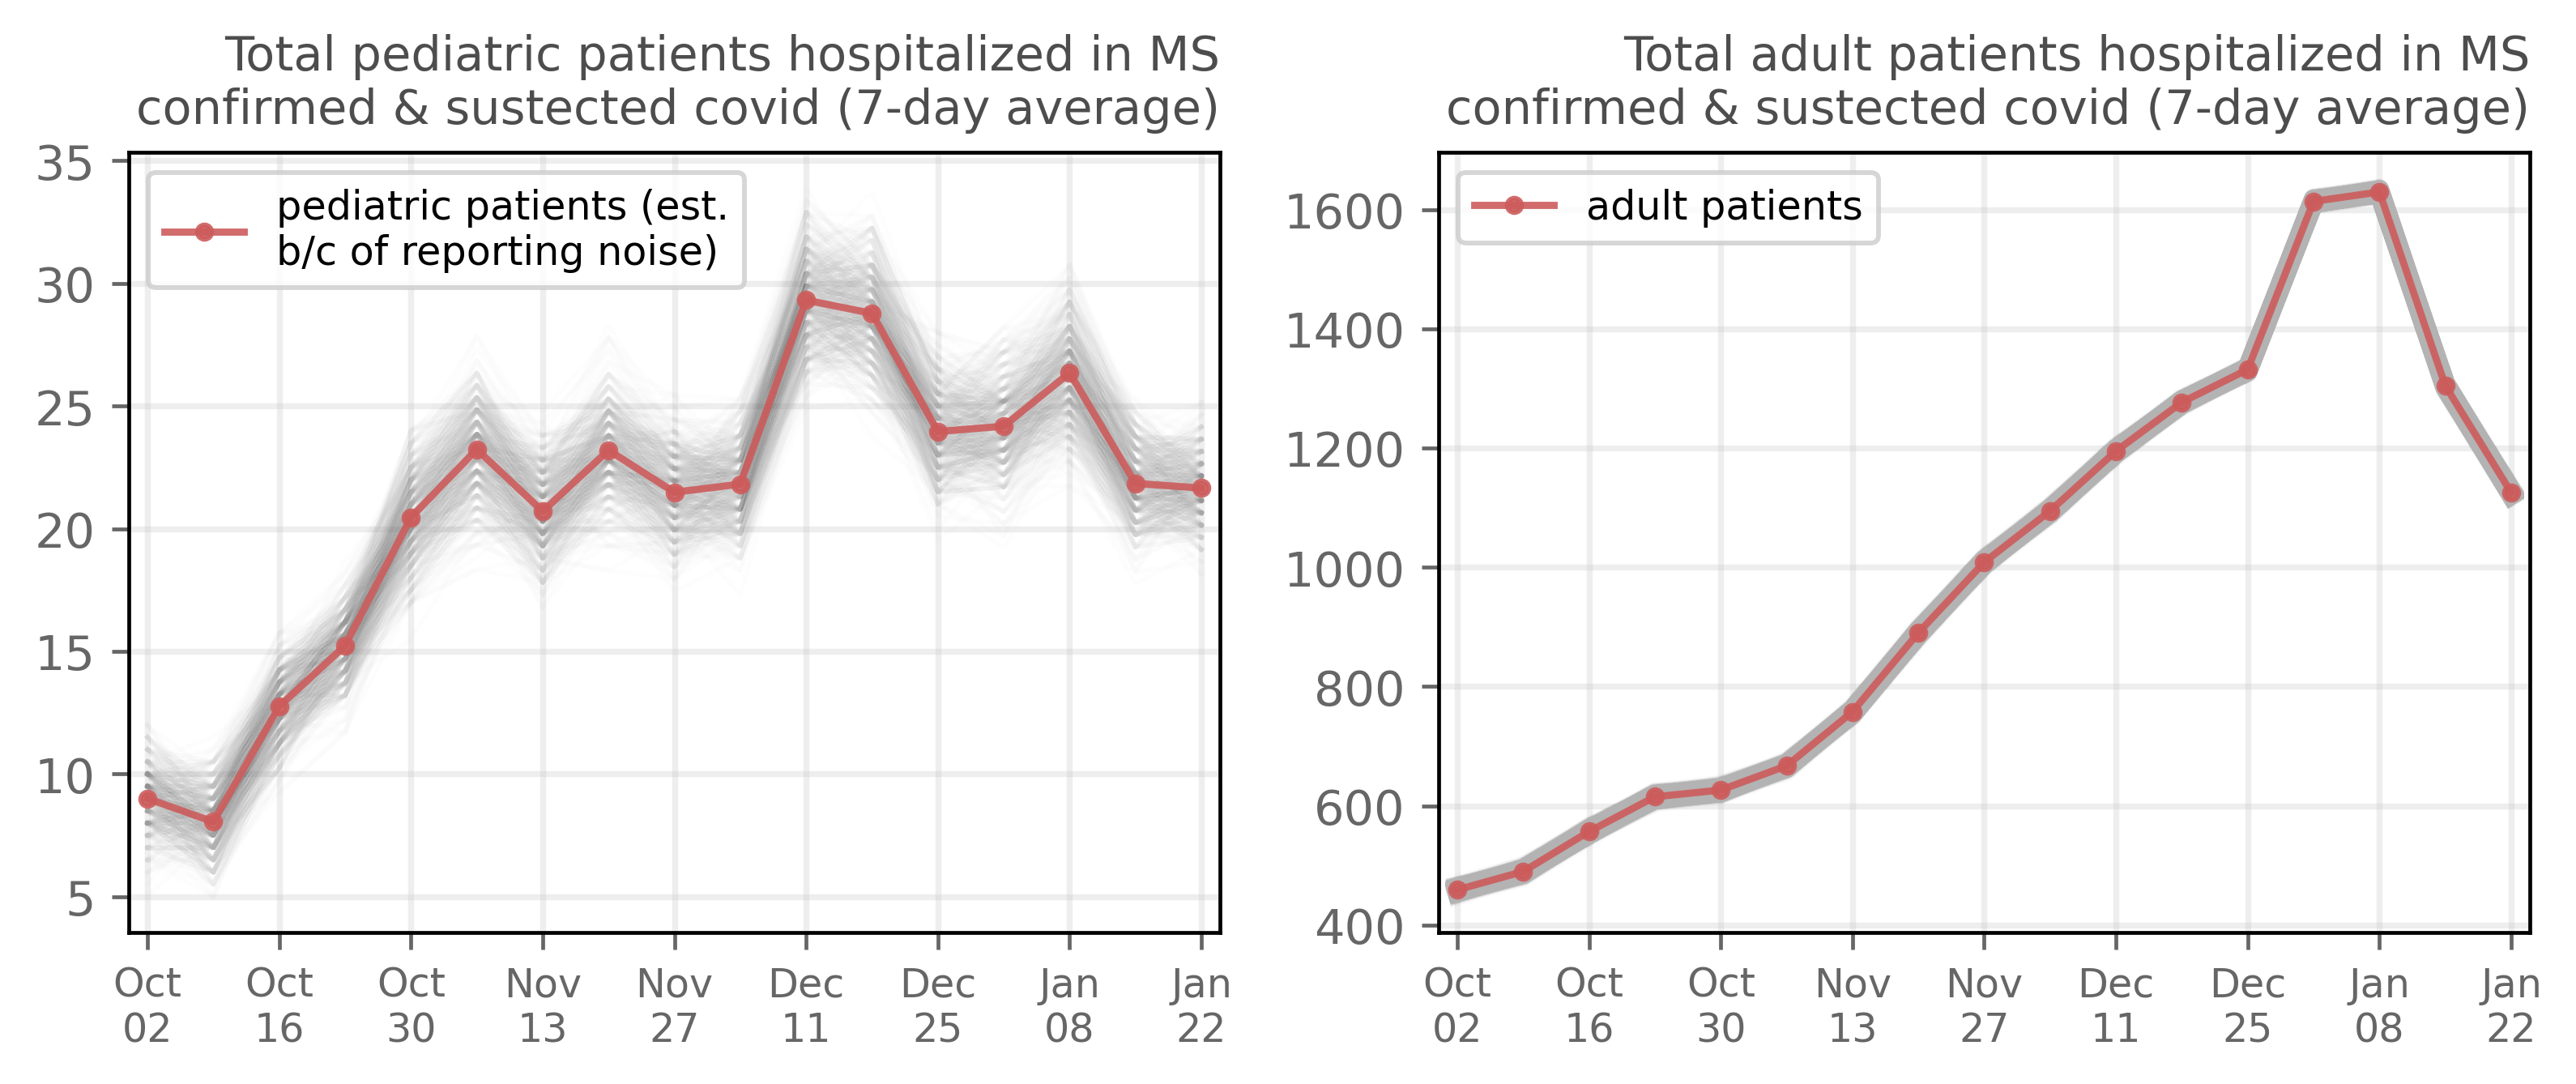 Total pediatric patients hospitalized in MS
confirmed & sustected covid (7-day average)
35
30
25
20
15
10
5
pediatric patients (est.
b/c of reporting noise)
Oct 02
Oct 16
Oct 30
Nov 13
Nov 27
Dec 11
Dec 25
Jan 08
Jan 22
Total adult patients hospitalized in MS
confirmed & sustected covid (7-day average)
1600
1400
1200
1000
800
600
400
adult patients
Oct 02
Oct 16
Oct 30
Nov 13
Nov 27
Dec 11
Dec 25
Jan 08
Jan 22